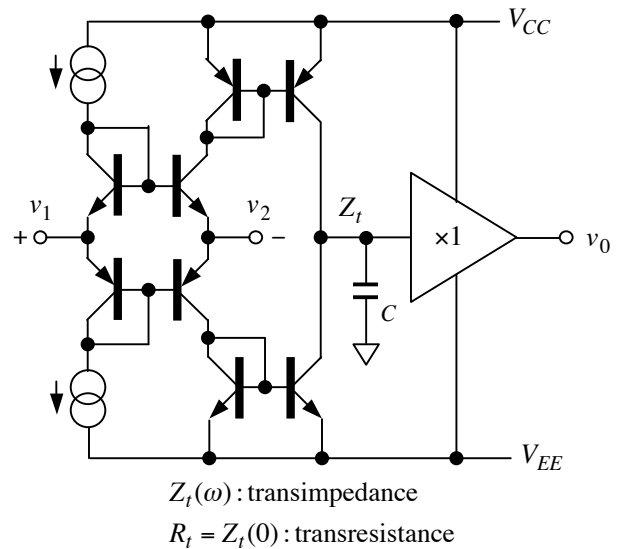 V_CC
v_1
v_2
Z_t
+
−
×1
v_0
C
V_EE
Z_t(ω) : transimpedance
R_t = Z_t(0) : transresistance